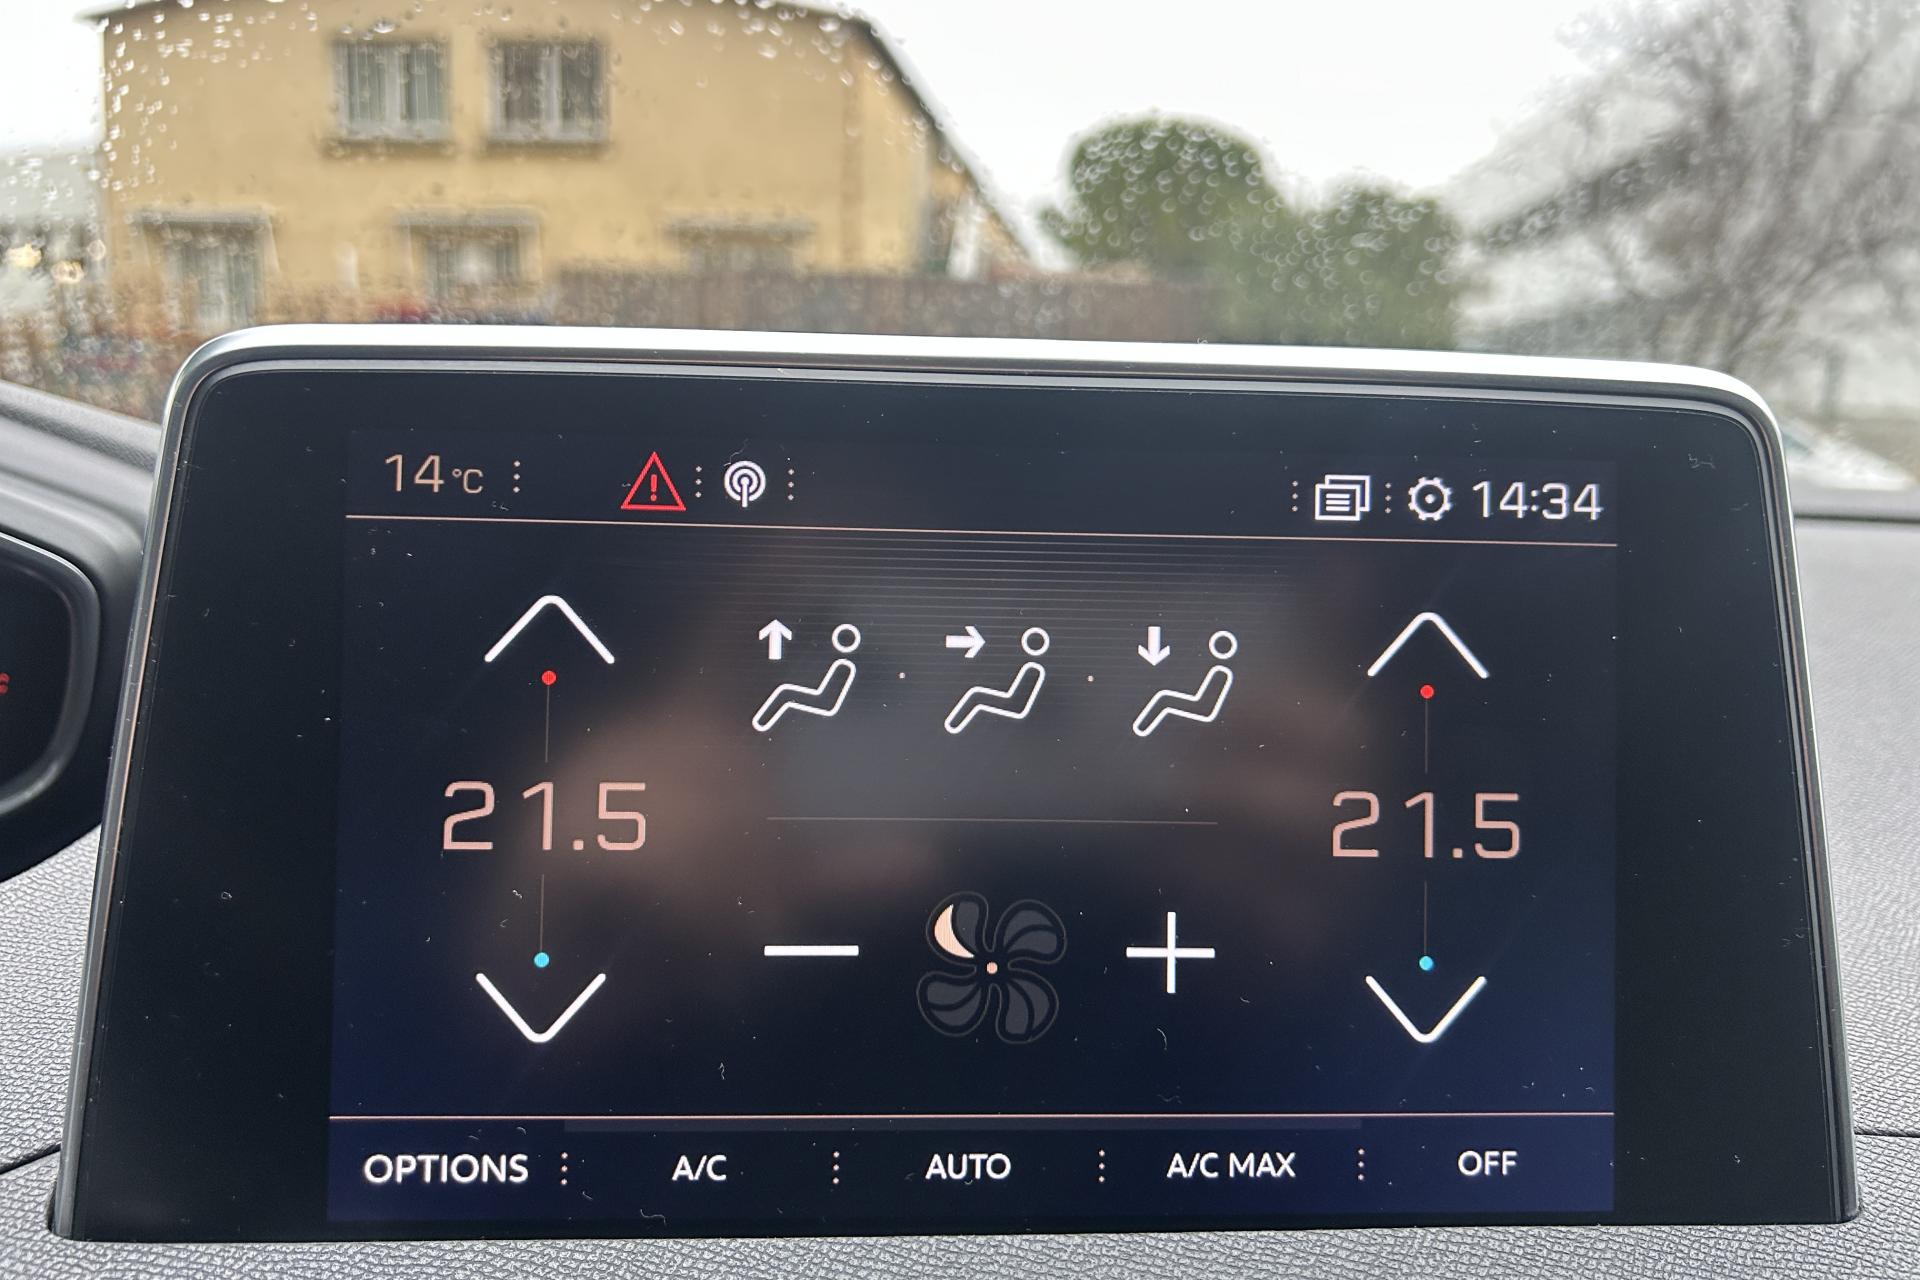 14°C 14:34
21.5 21.5
OPTIONS A/C AUTO A/C MAX OFF